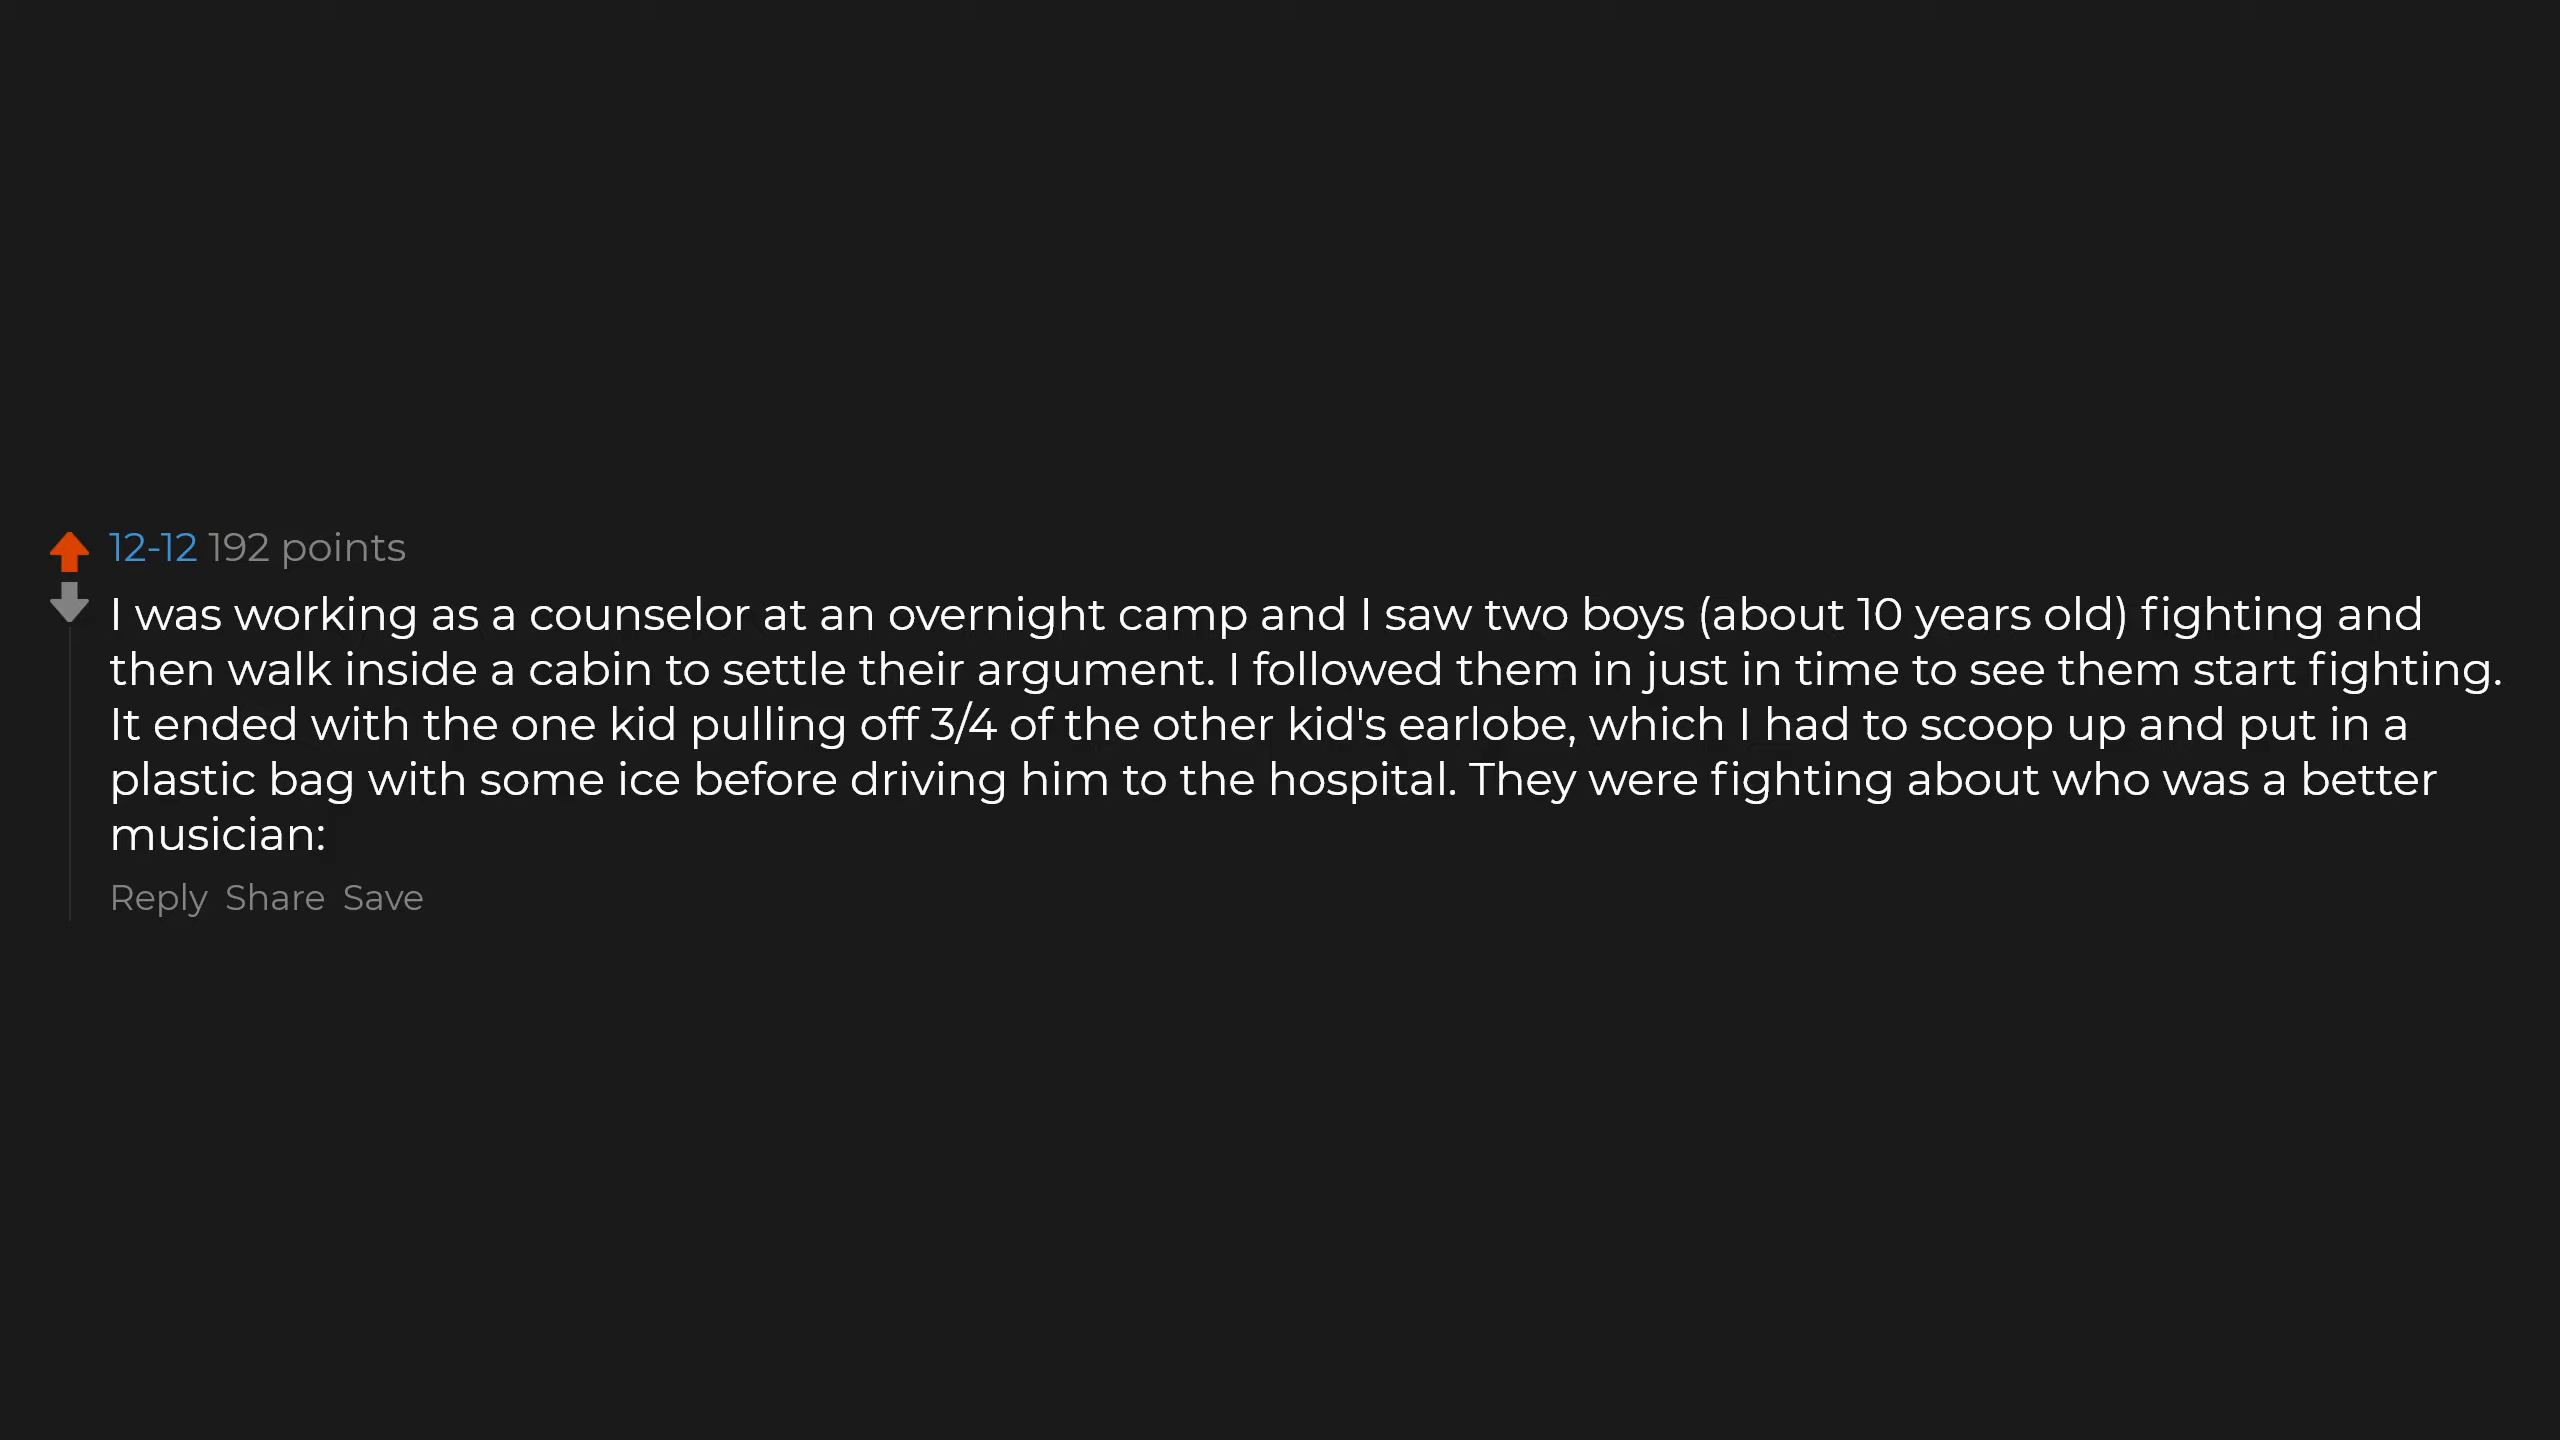 12-12 192 points
I was working as a counselor at an overnight camp and I saw two boys (about 10 years old) fighting and
then walk inside a cabin to settle their argument. I followed them in just in time to see them start fighting.
It ended with the one kid pulling off 3/4 of the other kid's earlobe, which I had to scoop up and put in a
plastic bag with some ice before driving him to the hospital. They were fighting about who was a better
musician:
Reply Share Save